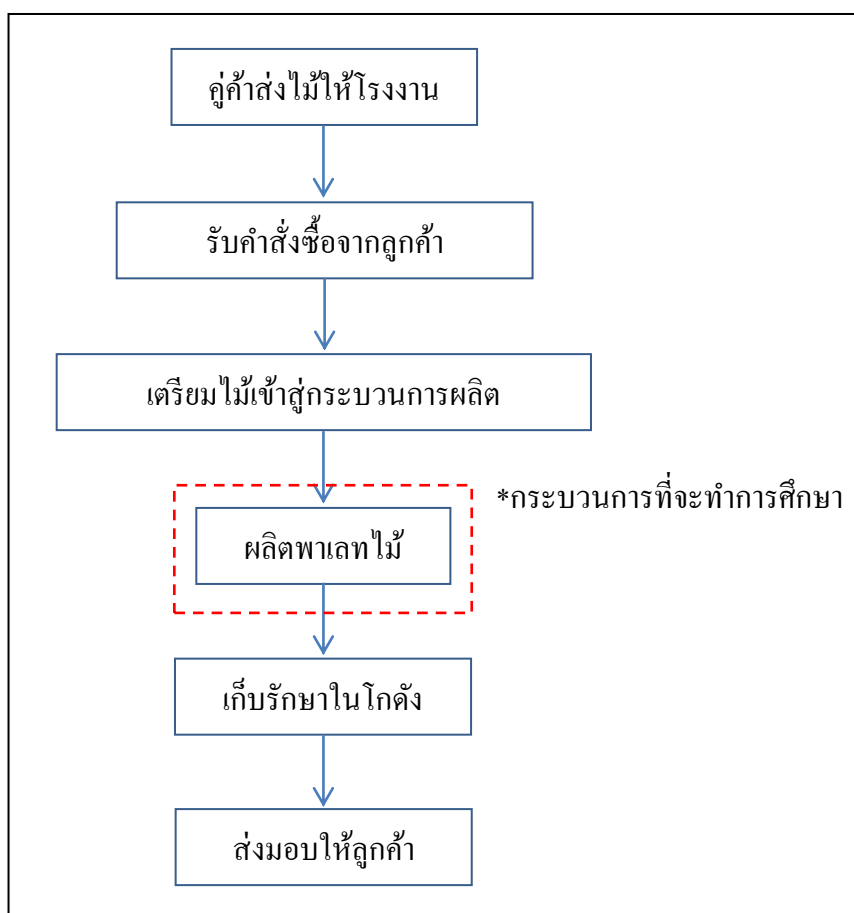 คู่ค้าส่งไม้ให้โรงงาน
รับคำสั่งซื้อจากลูกค้า
เตรียมไม้เข้าสู่กระบวนการผลิต
*กระบวนการที่จะทำการศึกษา
ผลิตพาเลทไม้
เก็บรักษาในโกดัง
ส่งมอบให้ลูกค้า